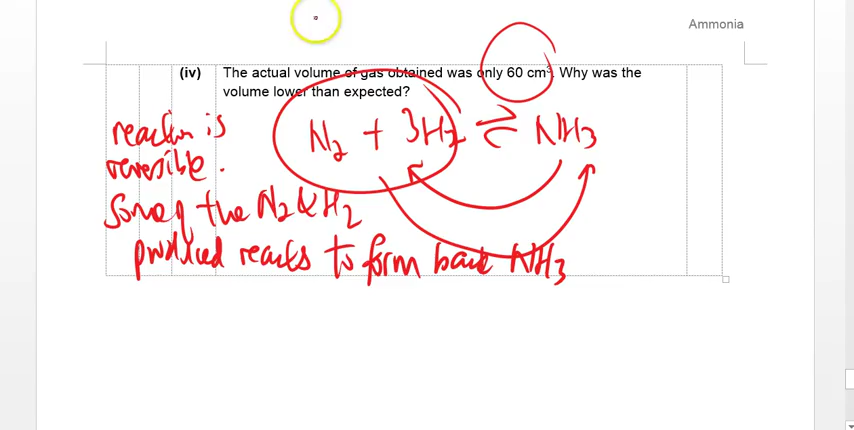 Ammonia
(iv) The actual volume of gas obtained was only 60 cm³. Why was the
volume lower than expected?
N₂ + 3H₂ ⇌ NH₃
reaction is
reversible.
Some of the N₂ & H₂
produced reacts to form back NH₃